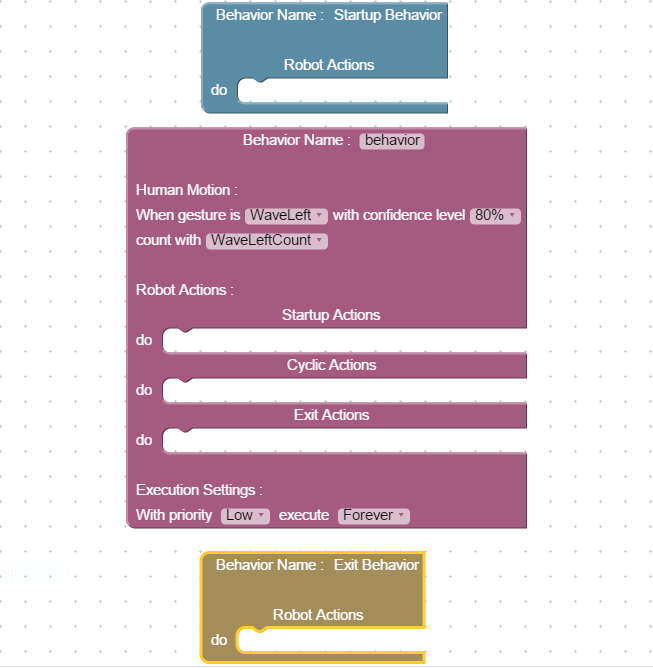 Behavior Name : Startup Behavior
Robot Actions
do
Behavior Name : behavior
Human Motion :
When gesture is WaveLeft with confidence level 80%
count with WaveLeftCount
Robot Actions :
Startup Actions
do
Cyclic Actions
do
Exit Actions
do
Execution Settings :
With priority Low execute Forever
Behavior Name : Exit Behavior
Robot Actions
do